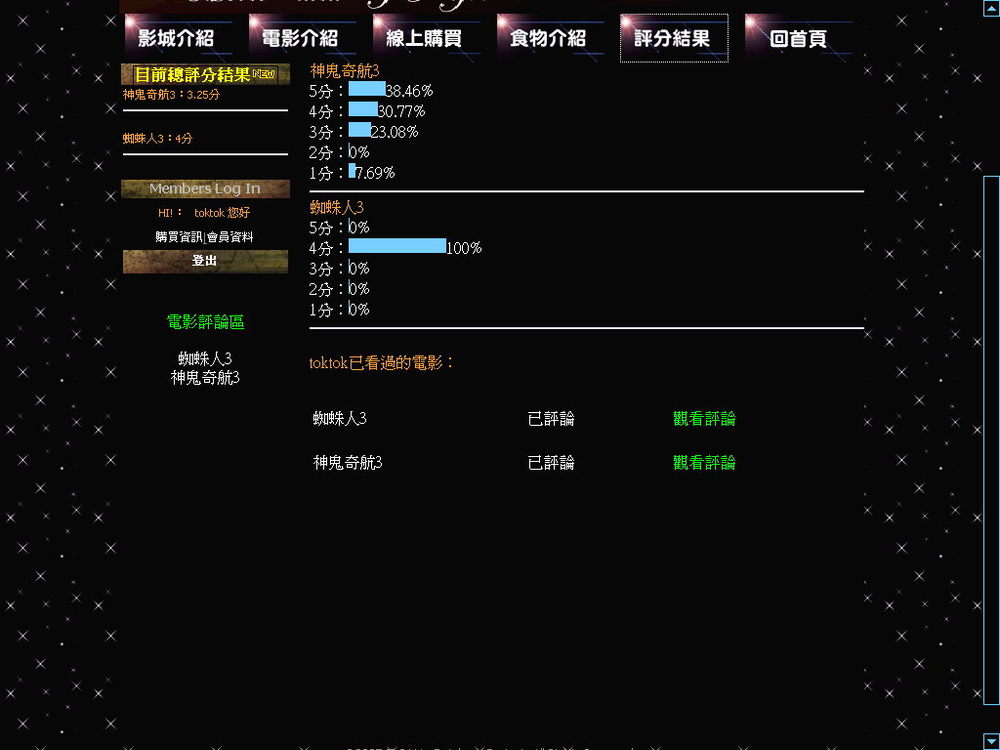 影城介紹 電影介紹 線上購買 食物介紹 評分結果 回首頁
目前總評分結果 NEW
神鬼奇航3：3.25分
蜘蛛人3：4分
Members Log In
HI!： toktok 您好
購買資訊|會員資料
登出
電影評論區
蜘蛛人3
神鬼奇航3
神鬼奇航3
5分：38.46%
4分：30.77%
3分：23.08%
2分：0%
1分：7.69%
蜘蛛人3
5分：0%
4分：100%
3分：0%
2分：0%
1分：0%
toktok已看過的電影：
蜘蛛人3 已評論 觀看評論
神鬼奇航3 已評論 觀看評論